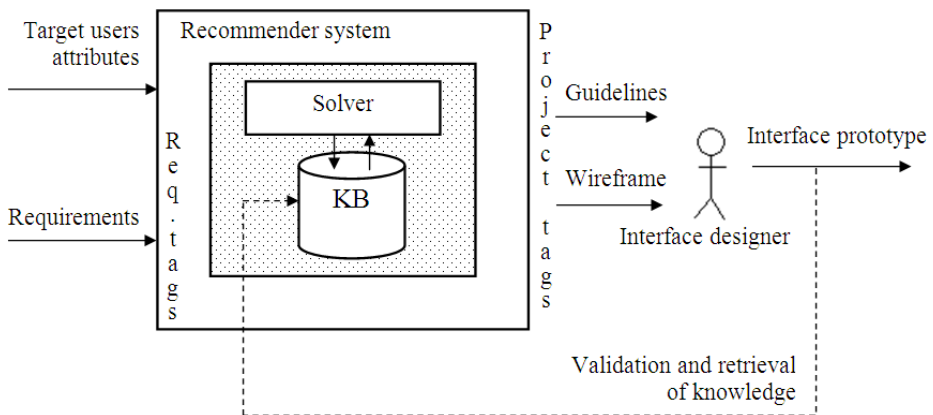 Target users
attributes
Recommender system
Project tags
Solver
Guidelines
Req. tags
Interface prototype
KB
Wireframe
Requirements
Interface designer
Validation and retrieval
of knowledge